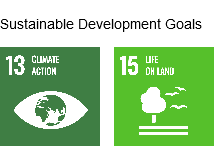 Sustainable Development Goals
13 CLIMATE
ACTION
15 LIFE
ON LAND